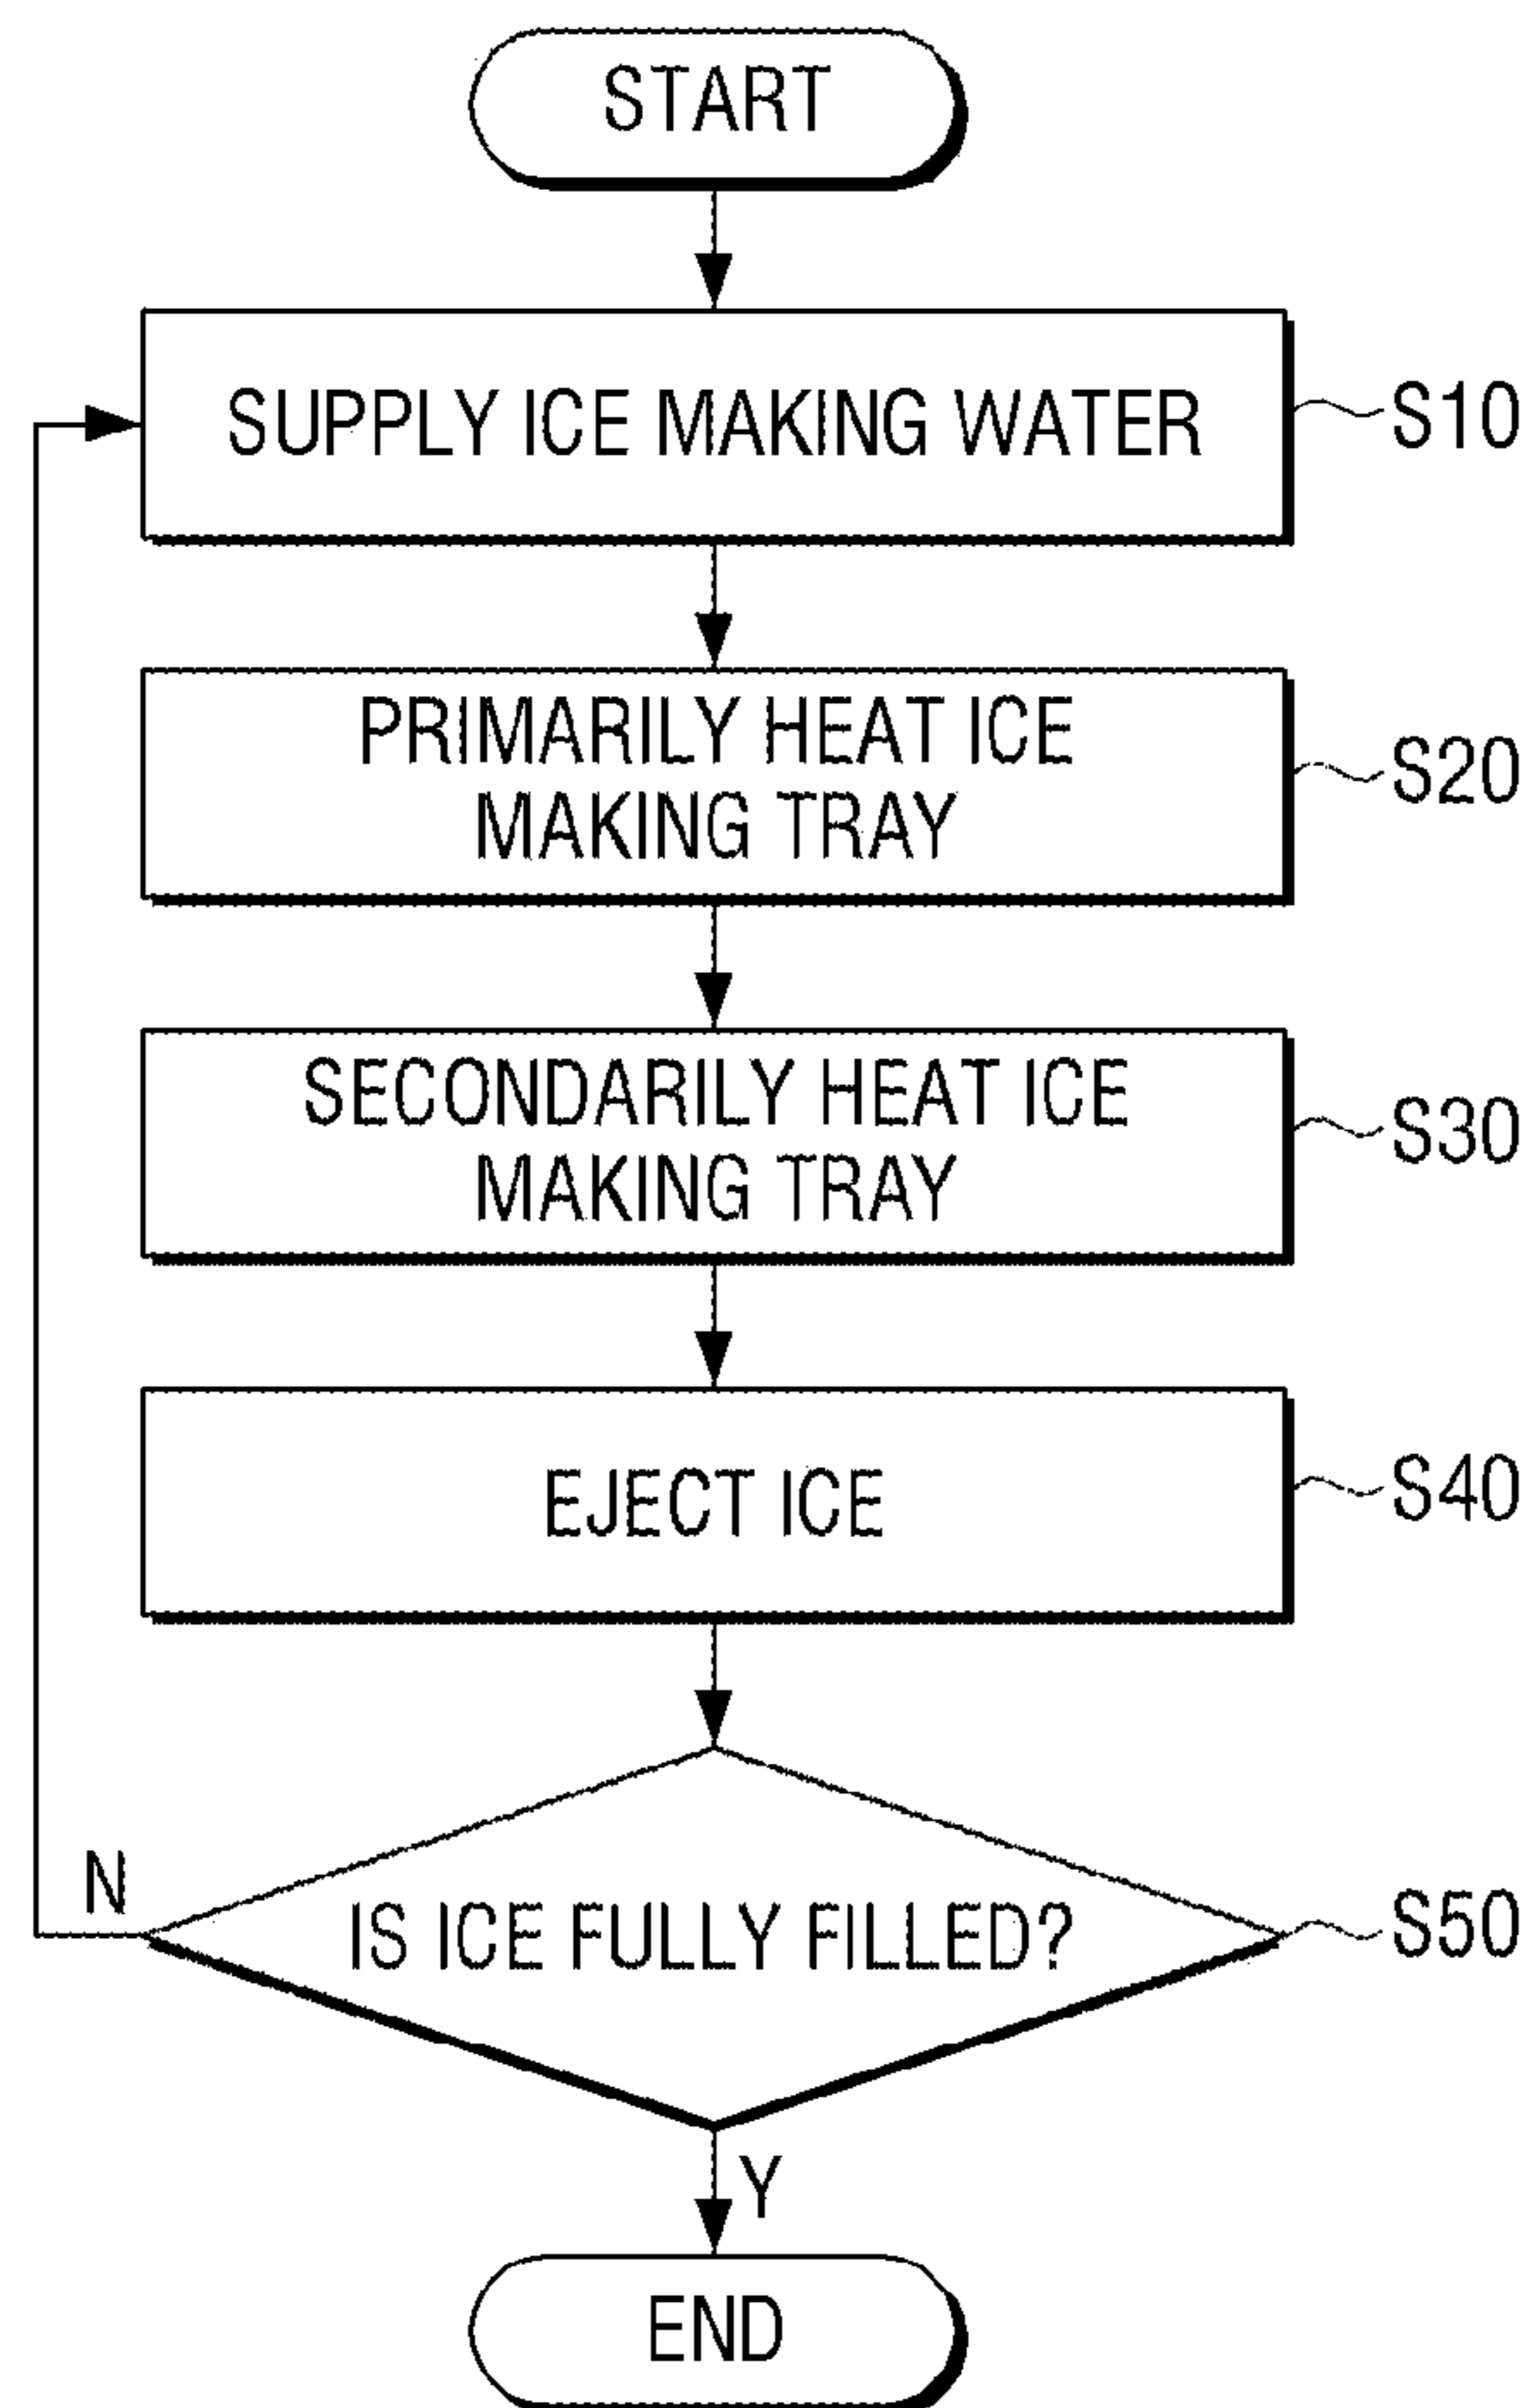 START
SUPPLY ICE MAKING WATER
S10
PRIMARILY HEAT ICE
MAKING TRAY
S20
SECONDARILY HEAT ICE
MAKING TRAY
S30
EJECT ICE
S40
N
IS ICE FULLY FILLED?
S50
Y
END